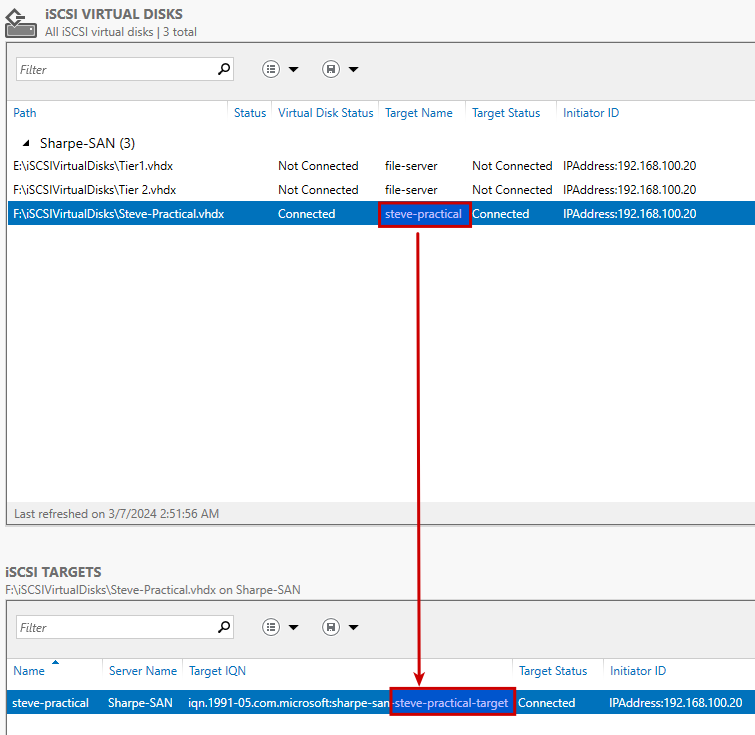 iSCSI VIRTUAL DISKS
All iSCSI virtual disks | 3 total
Filter
Path Status Virtual Disk Status Target Name Target Status Initiator ID
Sharpe-SAN (3)
E:\iSCSIVirtualDisks\Tier1.vhdx Not Connected file-server Not Connected IPAddress:192.168.100.20
F:\iSCSIVirtualDisks\Tier 2.vhdx Not Connected file-server Not Connected IPAddress:192.168.100.20
F:\iSCSIVirtualDisks\Steve-Practical.vhdx Connected steve-practical Connected IPAddress:192.168.100.20
Last refreshed on 3/7/2024 2:51:56 AM
iSCSI TARGETS
F:\iSCSIVirtualDisks\Steve-Practical.vhdx on Sharpe-SAN
Filter
Name Server Name Target IQN Target Status Initiator ID
steve-practical Sharpe-SAN iqn.1991-05.com.microsoft:sharpe-san-steve-practical-target Connected IPAddress:192.168.100.20